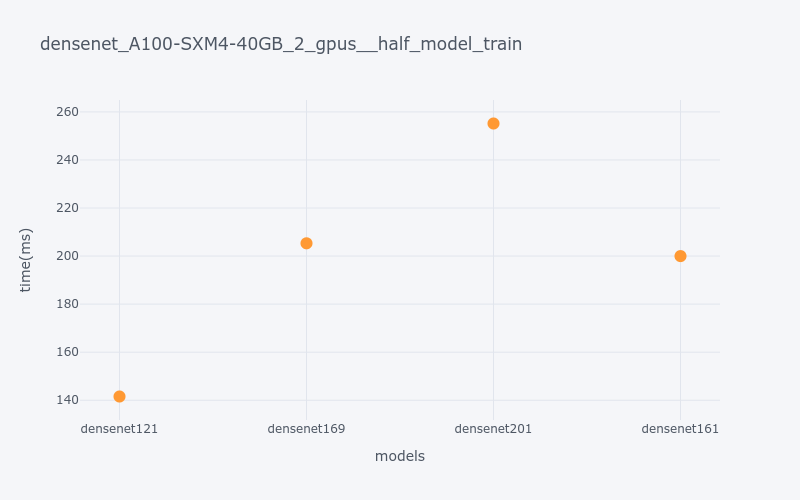 densenet_A100-SXM4-40GB_2_gpus__half_model_train
260
240
220
200
180
160
140
time(ms)
densenet121 densenet169 densenet201 densenet161
models